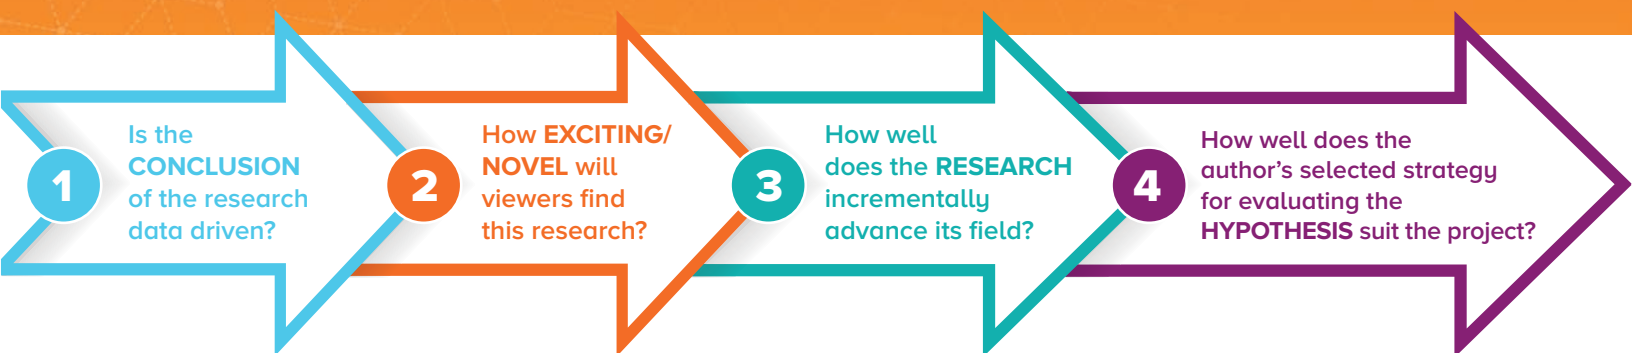 1
Is the
CONCLUSION
of the research
data driven?
2
How EXCITING/
NOVEL will
viewers find
this research?
3
How well
does the RESEARCH
incrementally
advance its field?
4
How well does the
author's selected strategy
for evaluating the
HYPOTHESIS suit the project?